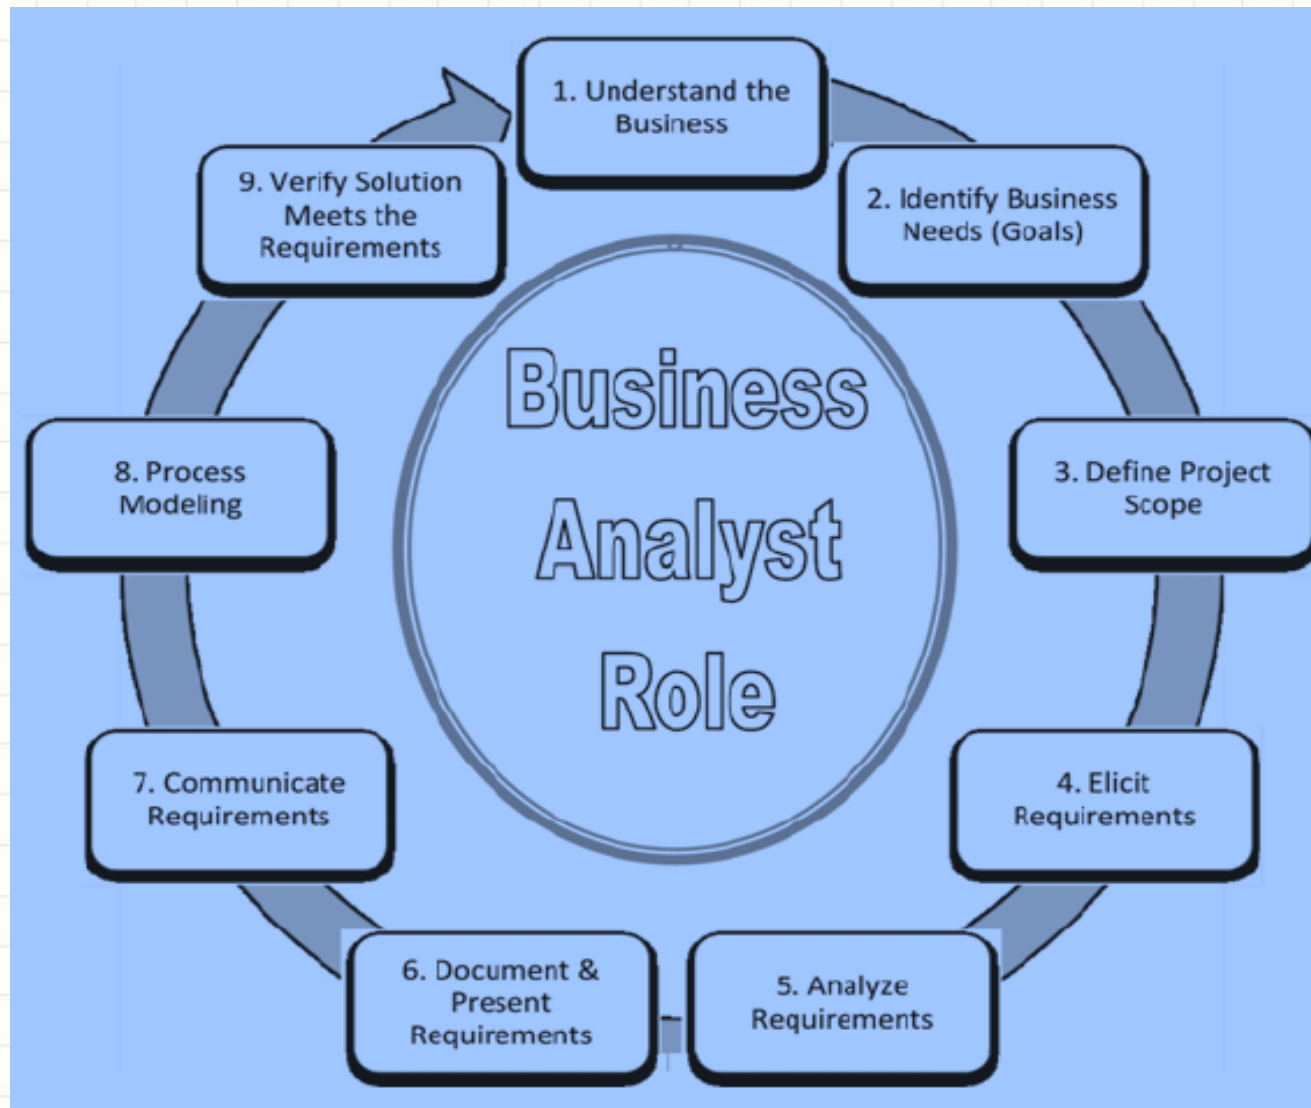 1. Understand the
Business
2. Identify Business
Needs (Goals)
3. Define Project
Scope
4. Elicit
Requirements
5. Analyze
Requirements
6. Document &
Present
Requirements
7. Communicate
Requirements
8. Process
Modeling
9. Verify Solution
Meets the
Requirements
Business
Analyst
Role